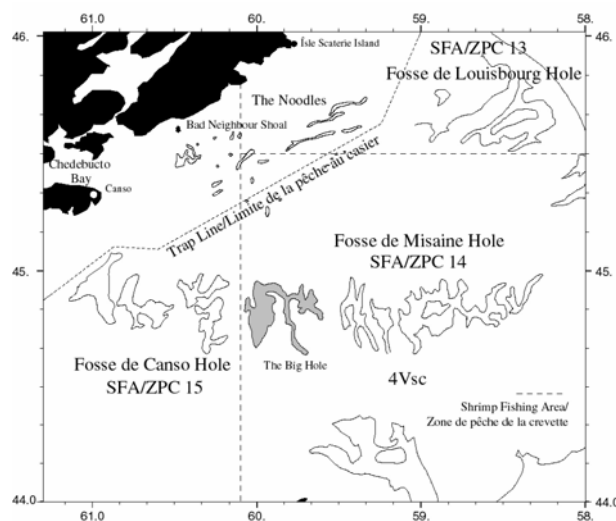 61.0 60. 59. 58.
46.
SFA/ZPC 13
Ísle Scaterie Island
Fosse de Louisbourg Hole
The Noodles
Bad Neighbour Shoal
Chedebucto
Bay
Canso
Trap Line/Limite de la pêche au casier
Fosse de Misaine Hole
SFA/ZPC 14
45.
45.
Fosse de Canso Hole
SFA/ZPC 15
The Big Hole
4Vsc
Shrimp Fishing Area/
Zone de pêche de la crevette
44.0
44.0
61.0 60. 59. 58.